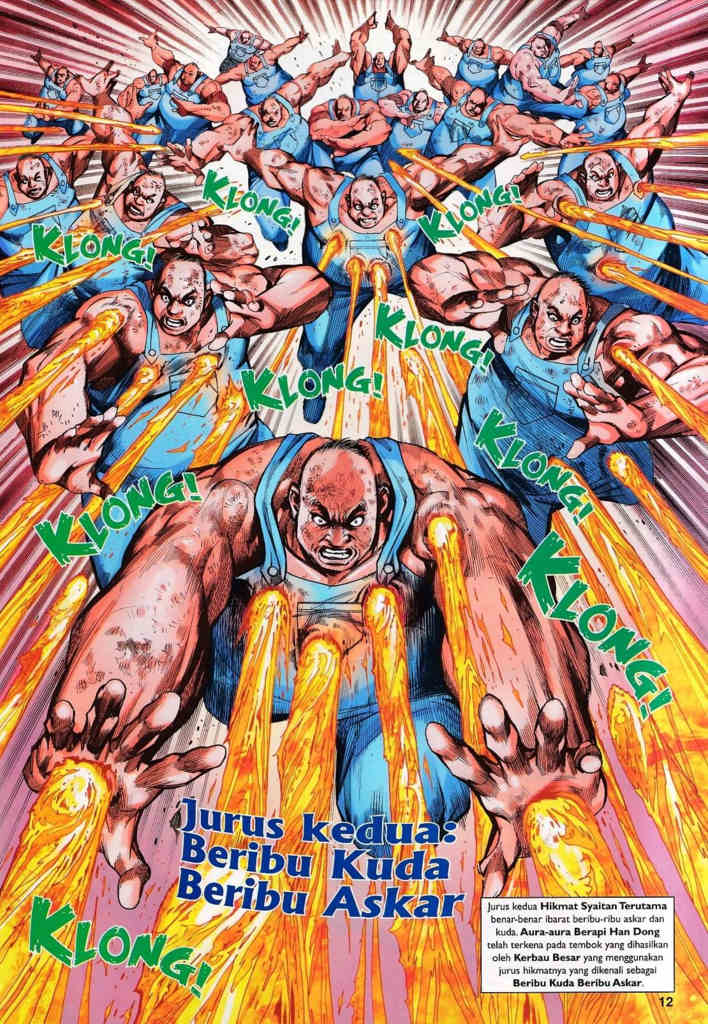 KLONG!
KLONG!
KLONG!
KLONG!
KLONG!
KLONG!
KLONG!
KLONG!
KLONG!
Jurus kedua:
Beribu Kuda
Beribu Askar
KLONG!
Jurus kedua Hikmat Syaitan Terutama
benar-benar ibarat beribu-ribu askar dan
kuda. Aura-aura Berapi Han Dong
telah terkena pada tembok yang dihasilkan
oleh Kerbau Besar yang menggunakan
jurus hikmatnya yang dikenali sebagai
Beribu Kuda Beribu Askar.
12